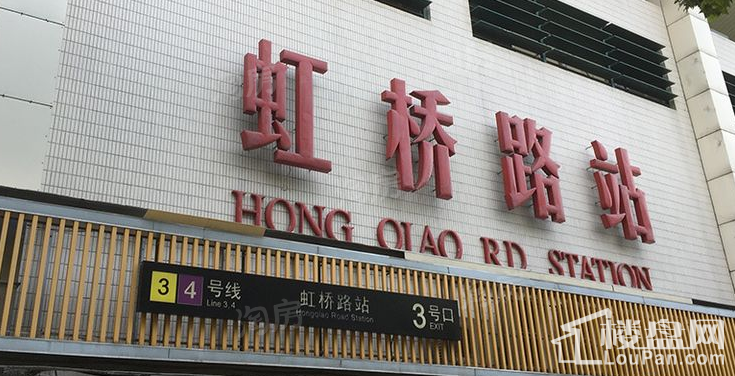 虹桥路站
HONG QIAO RD. STATION
3 4 号线
Line 3, 4
虹桥路站
Hongqiao Road Station
3号口
EXIT
楼盘网
LouPan.com